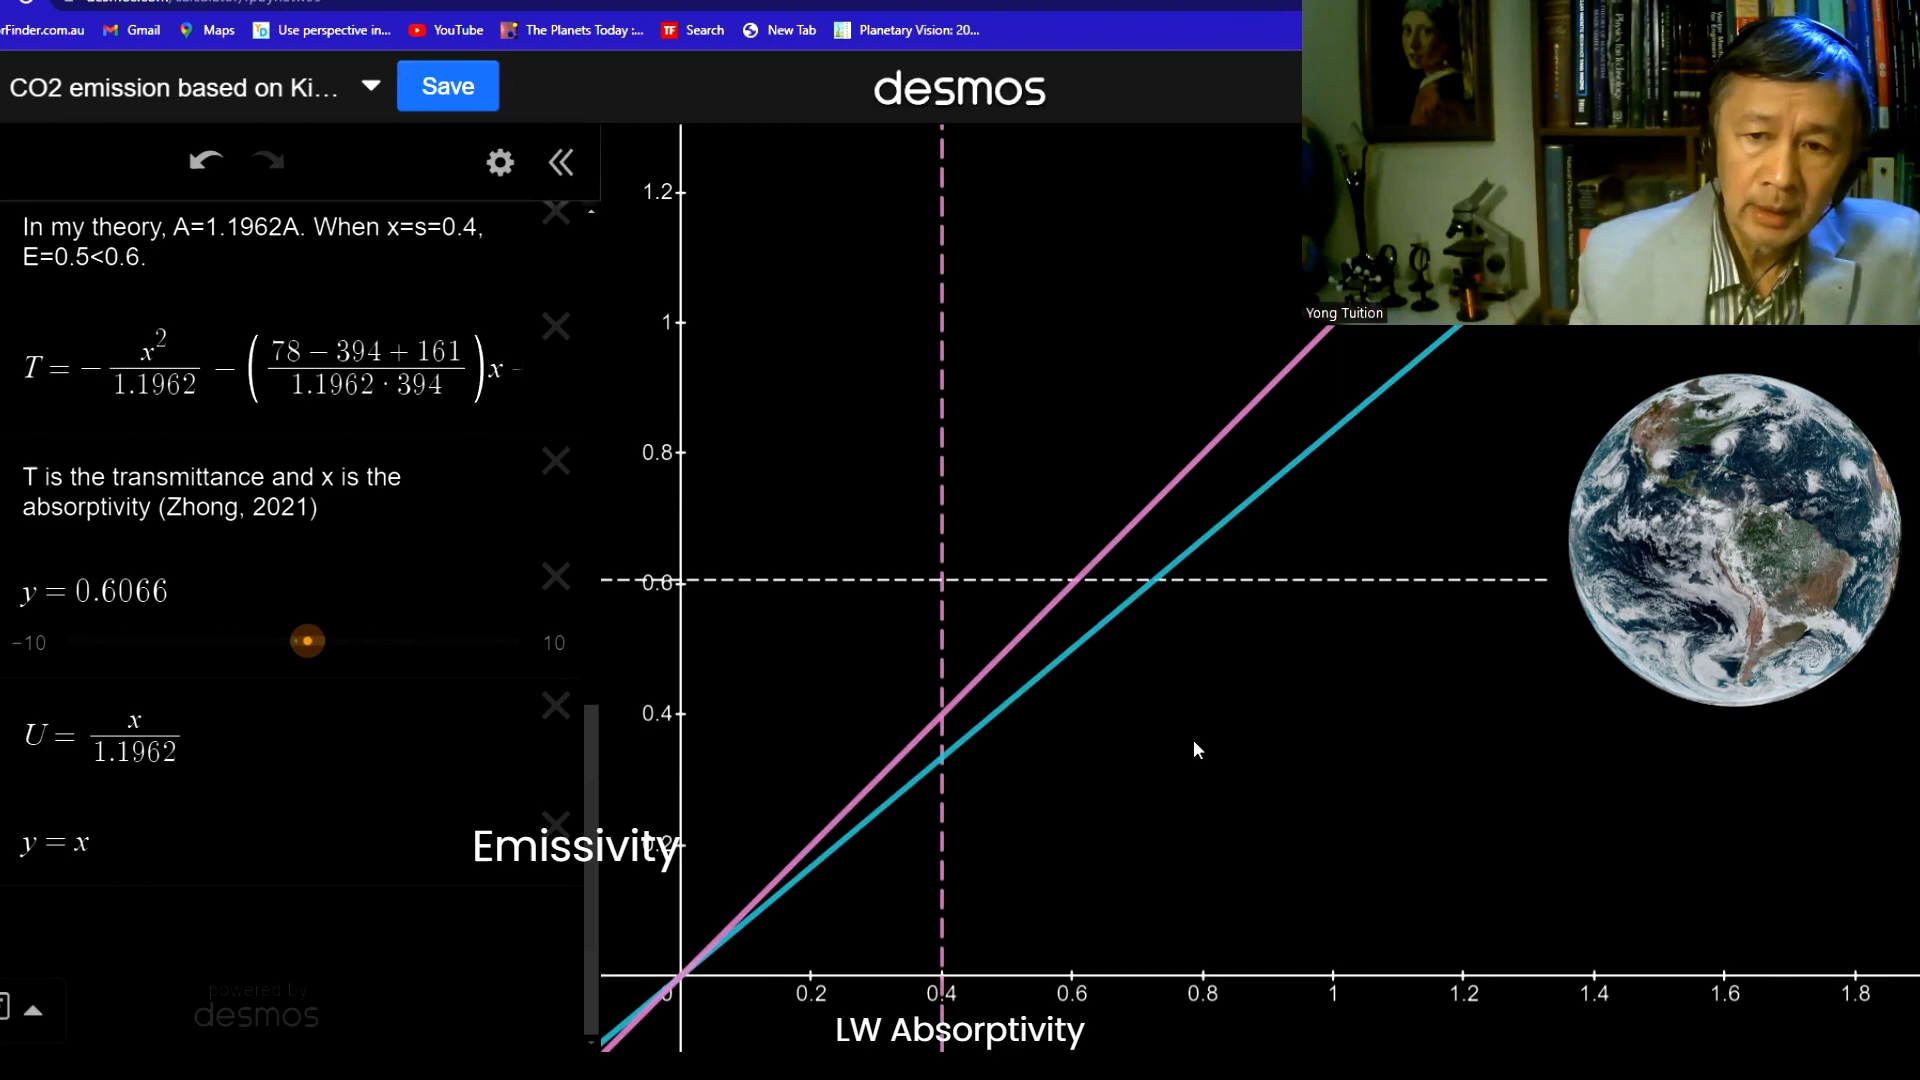 rFinder.com.au Gmail Maps Use perspective in... YouTube The Planets Today :... TF Search New Tab Planetary Vision: 20...
CO2 emission based on Ki...
Save
desmos
In my theory, A=1.1962A. When x=s=0.4,
E=0.5<0.6.
T = − x² / 1.1962 − ( 78 − 394 + 161 / 1.1962 · 394 ) x −
T is the transmittance and x is the
absorptivity (Zhong, 2021)
y = 0.6066
−10 10
U = x / 1.1962
y = x
powered by
desmos
1.2
1
0.8
0.6
0.4
0.2
Emissivity
0 0.2 0.4 0.6 0.8 1 1.2 1.4 1.6 1.8
LW Absorptivity
Yong Tuition